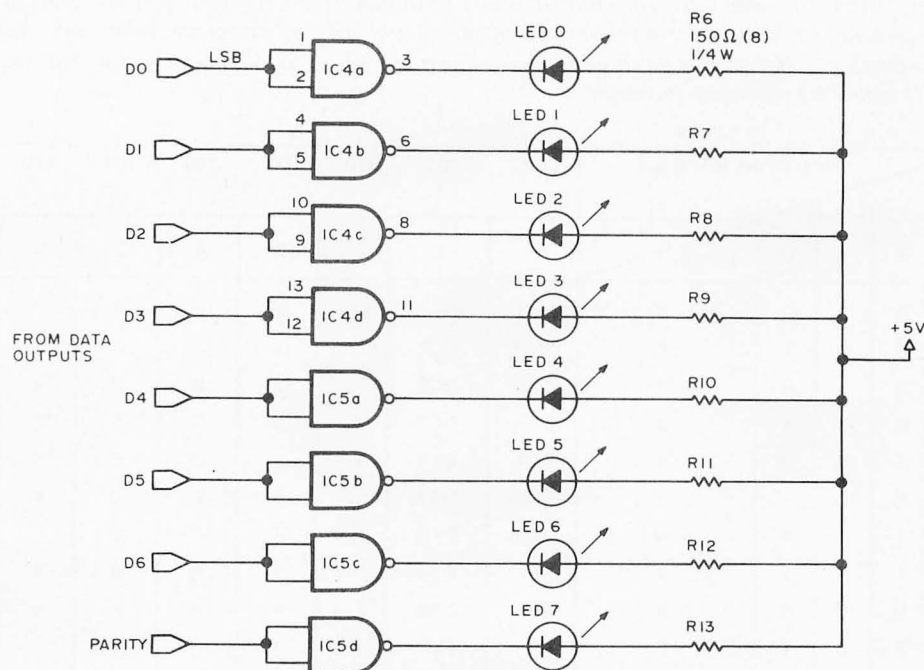 R6
150Ω (8)
1/4 W
LED 0
D0
LSB
1
2
IC4a
3
LED 1
D1
4
5
IC4b
6
R7
LED 2
D2
10
9
IC4c
8
R8
LED 3
D3
13
12
IC4d
11
R9
FROM DATA
OUTPUTS
+5V
LED 4
D4
IC5a
R10
LED 5
D5
IC5b
R11
LED 6
D6
IC5c
R12
LED 7
PARITY
IC5d
R13